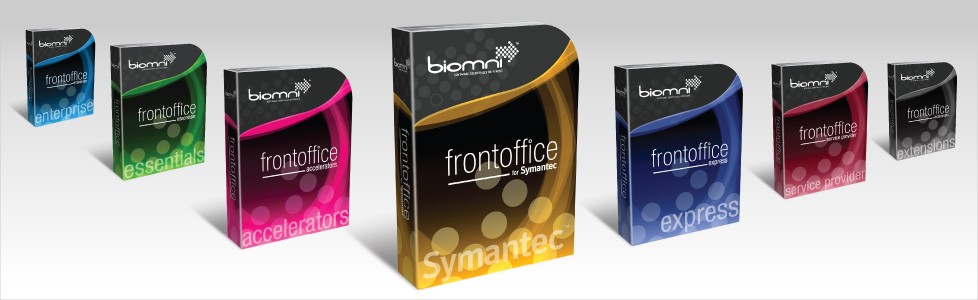 biomni
frontoffice
enterprise
biomni
frontoffice
essentials
essentials
biomni
frontoffice
accelerators
accelerators
frontoffice
biomni
frontoffice
for Symantec
Symantec
frontoffice
biomni
frontoffice
express
express
frontoffice
biomni
frontoffice
service provider
service provider
biomni
frontoffice
extensions